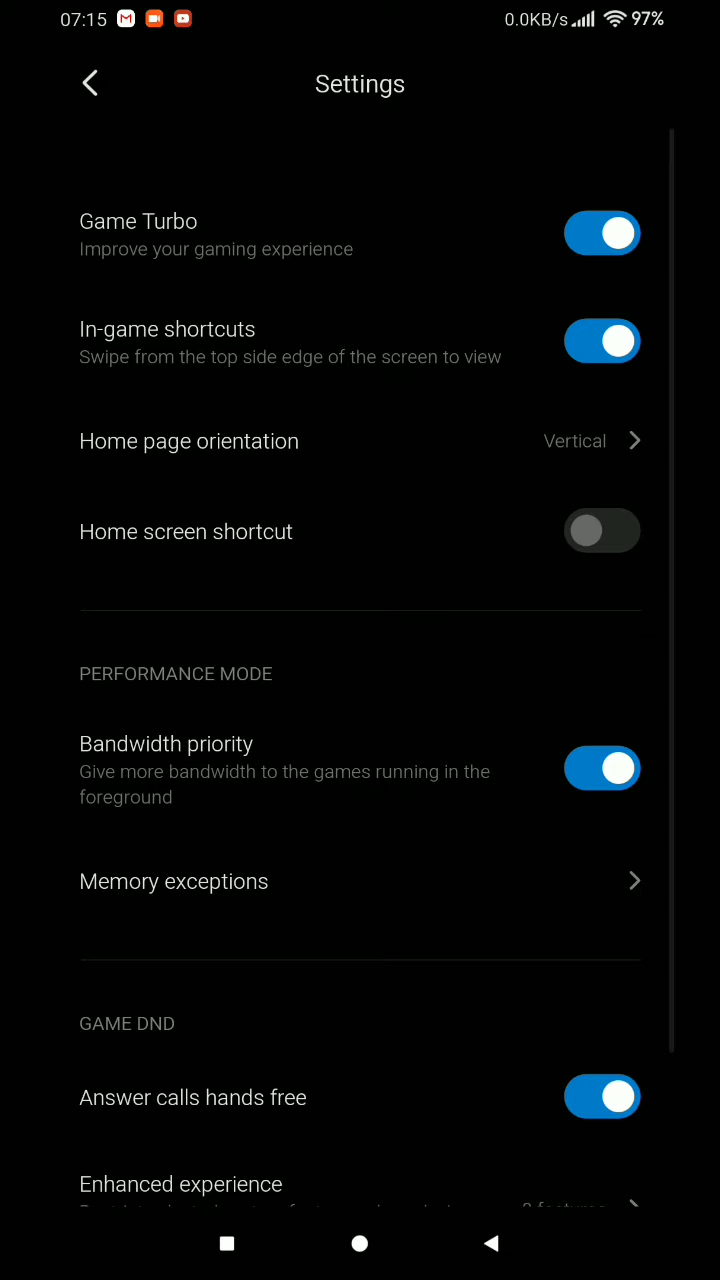 07:15 0.0KB/s 97%
Settings
Game Turbo
Improve your gaming experience
In-game shortcuts
Swipe from the top side edge of the screen to view
Home page orientation Vertical
Home screen shortcut
PERFORMANCE MODE
Bandwidth priority
Give more bandwidth to the games running in the
foreground
Memory exceptions
GAME DND
Answer calls hands free
Enhanced experience